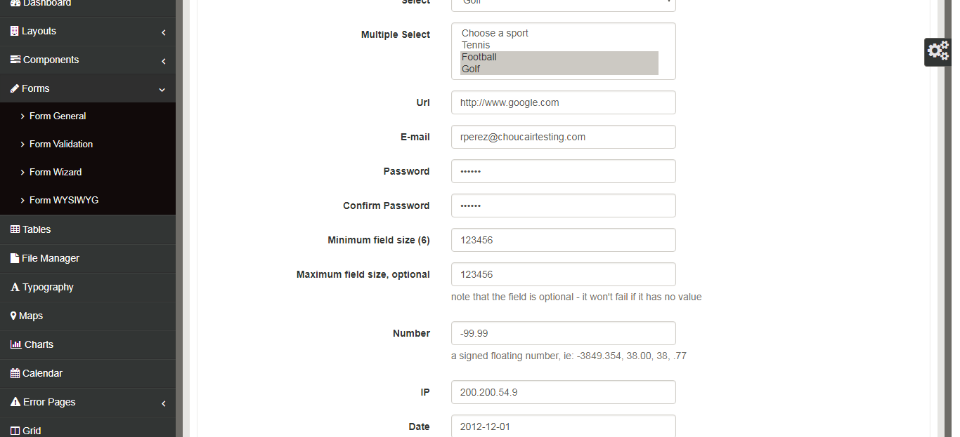 Dashboard
Layouts
Components
Forms
Form General
Form Validation
Form Wizard
Form WYSIWYG
Tables
File Manager
Typography
Maps
Charts
Calendar
Error Pages
Grid
Select Golf
Multiple Select
Choose a sport
Tennis
Football
Golf
Url http://www.google.com
E-mail rperez@choucairtesting.com
Password ••••••
Confirm Password ••••••
Minimum field size (6) 123456
Maximum field size, optional 123456
note that the field is optional - it won't fail if it has no value
Number -99.99
a signed floating number, ie: -3849.354, 38.00, 38, .77
IP 200.200.54.9
Date 2012-12-01